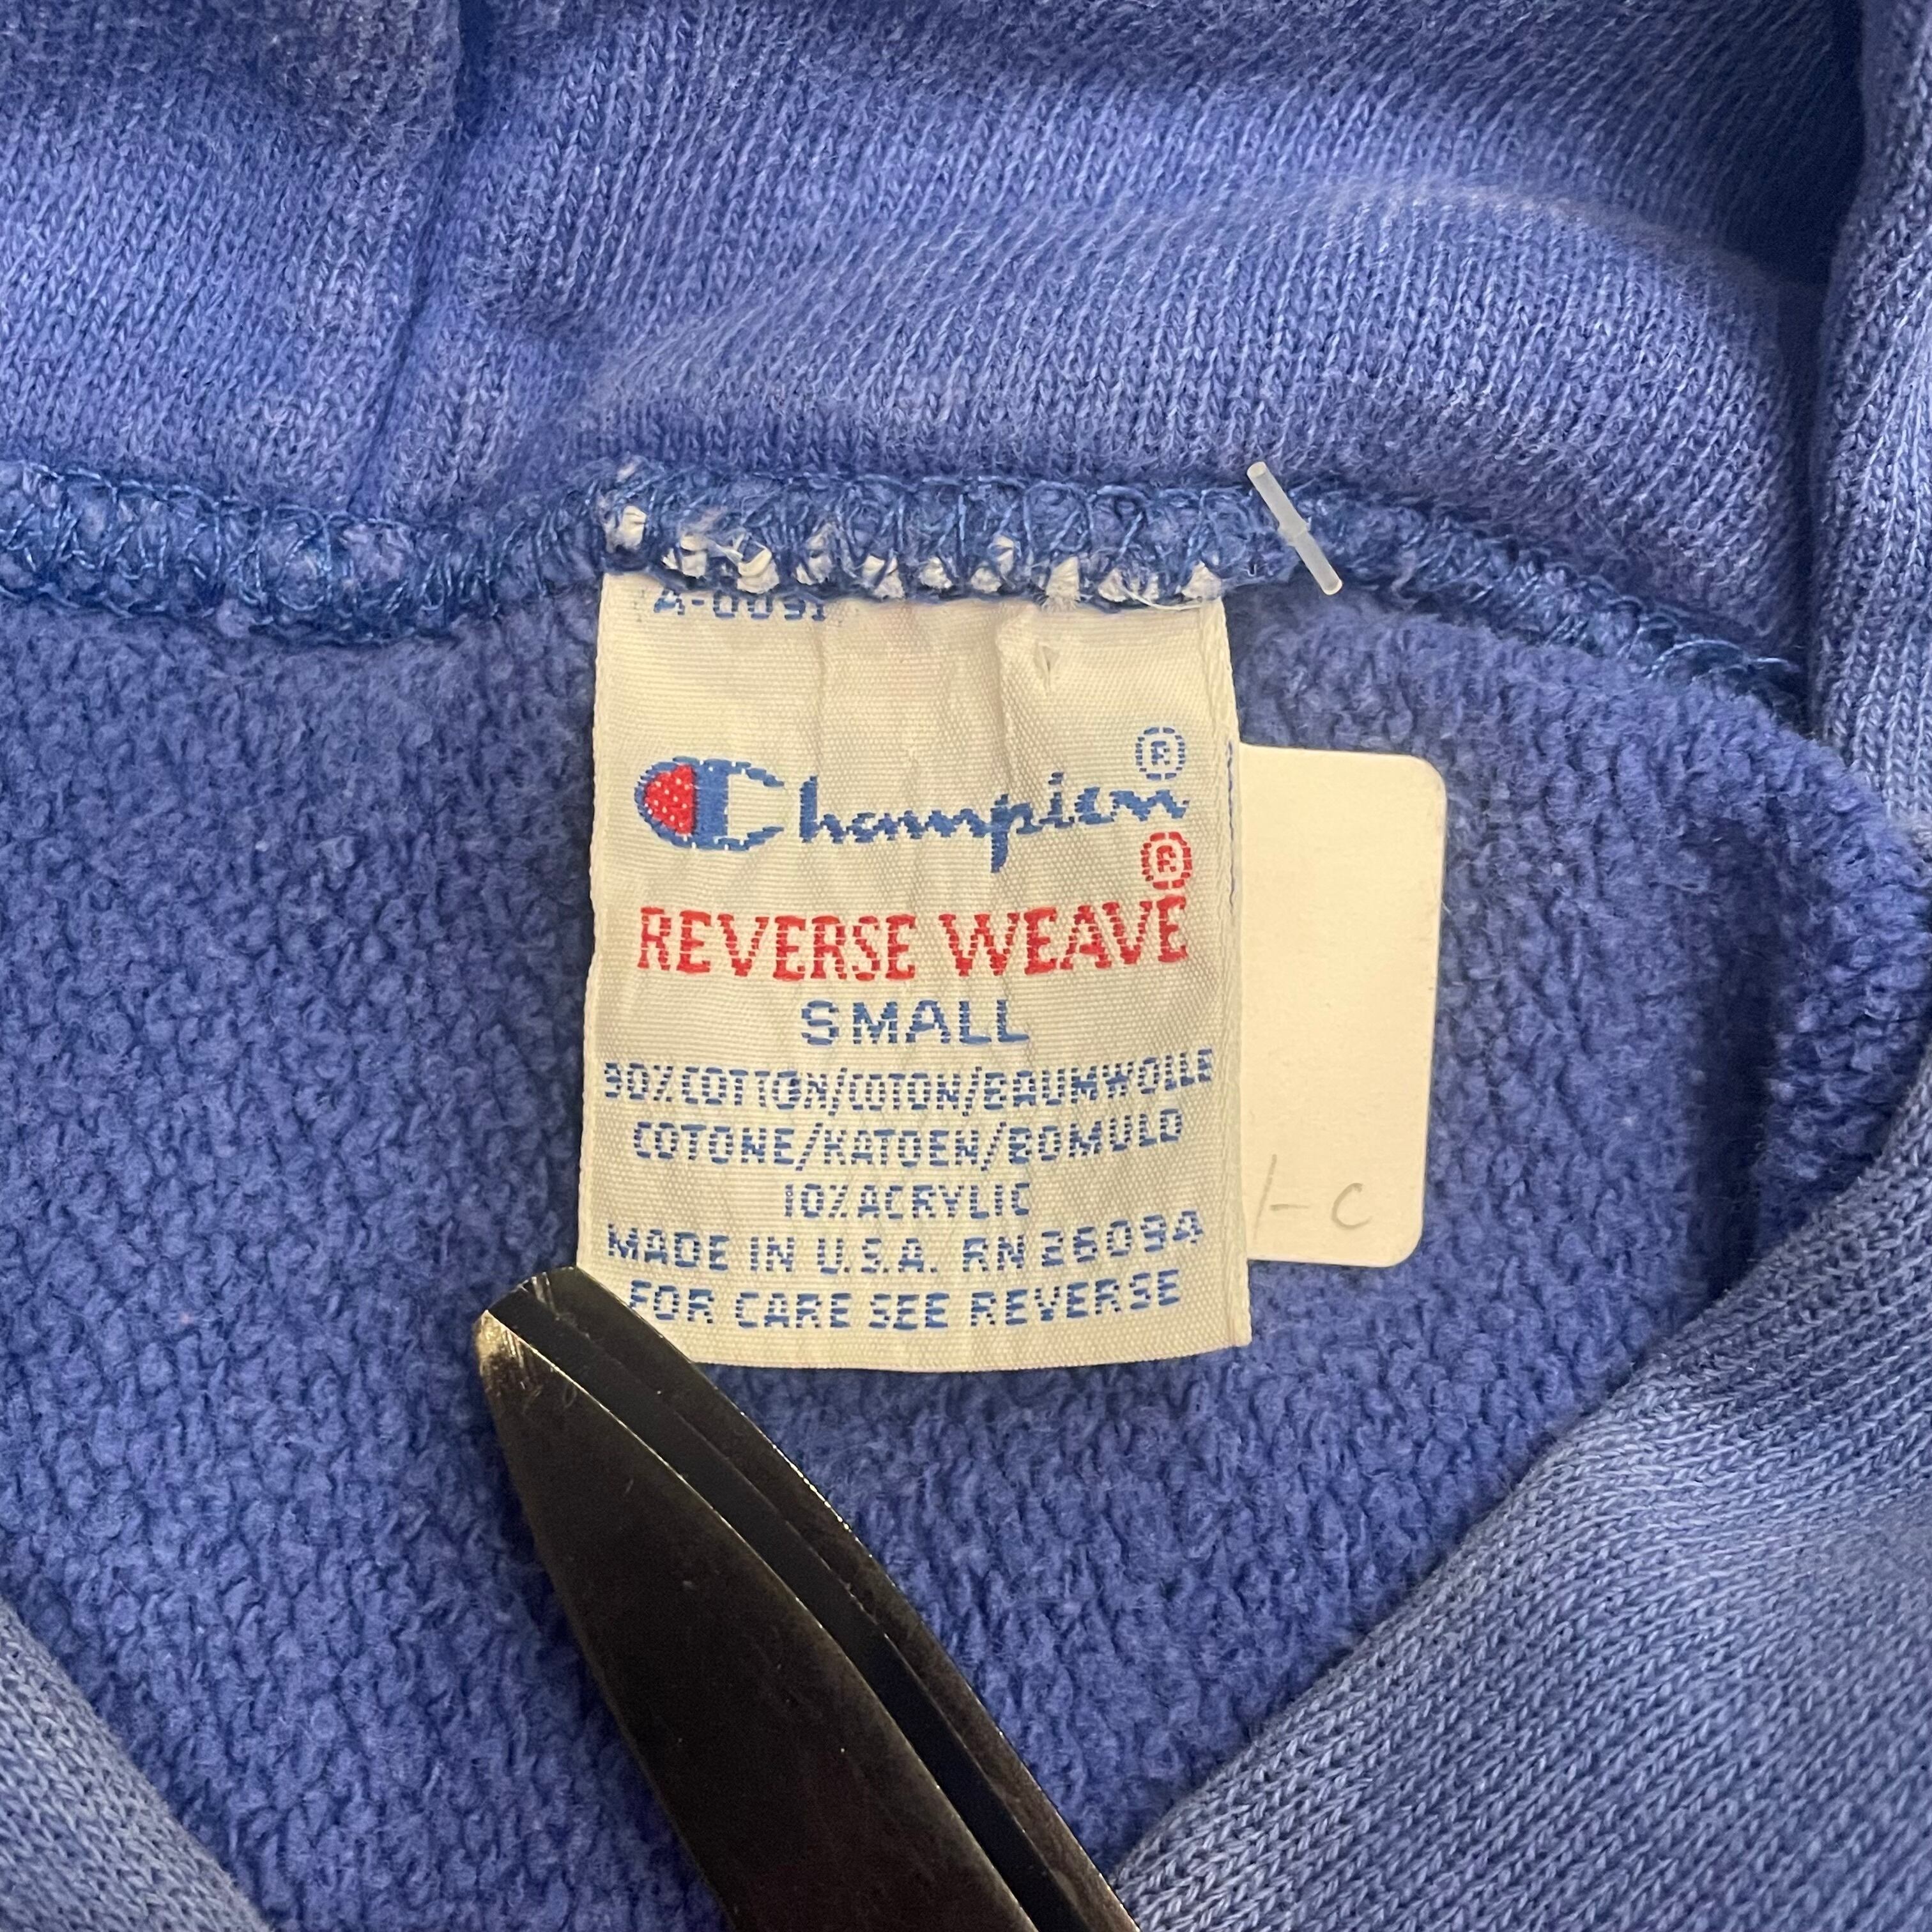 A-0091
Champion®
®
REVERSE WEAVE
SMALL
90% COTTON/COTON/BAUMWOLLE
COTONE/KATOEN/BOMULD
10% ACRYLIC
MADE IN U.S.A. RN 26094
FOR CARE SEE REVERSE
-C